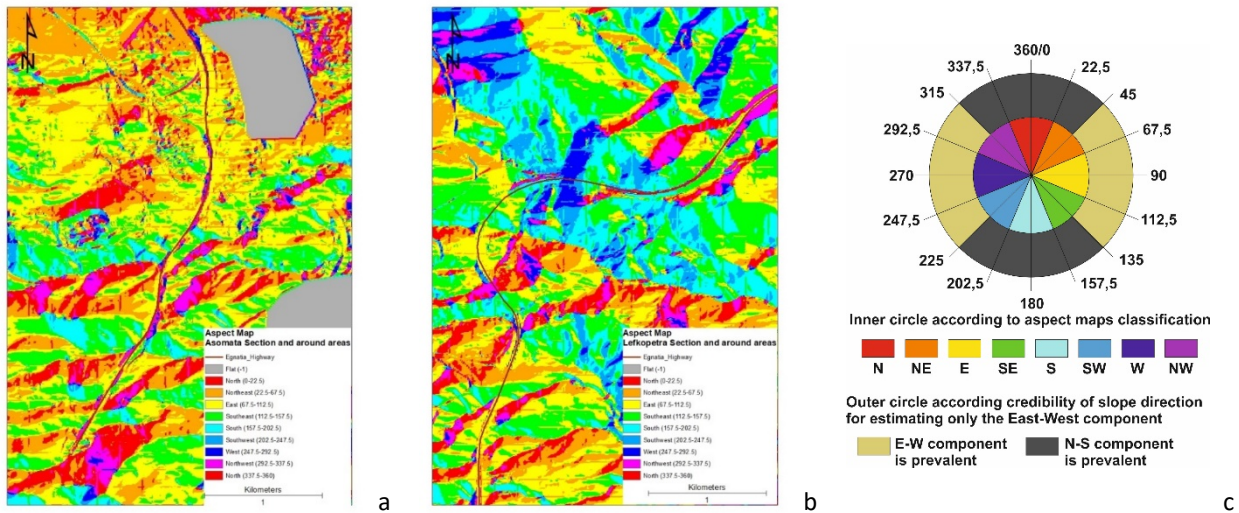 N
Aspect Map
Asomata Section and around areas
Egnatia_Highway
Flat (-1)
North (0-22.5)
Northeast (22.5-67.5)
East (67.5-112.5)
Southeast (112.5-157.5)
South (157.5-202.5)
Southwest (202.5-247.5)
West (247.5-292.5)
Northwest (292.5-337.5)
North (337.5-360)
Kilometers
1
a
N
Aspect Map
Lefkopetra Section and around areas
Egnatia_Highway
Flat (-1)
North (0-22.5)
Northeast (22.5-67.5)
East (67.5-112.5)
Southeast (112.5-157.5)
South (157.5-202.5)
Southwest (202.5-247.5)
West (247.5-292.5)
Northwest (292.5-337.5)
North (337.5-360)
Kilometers
1
b
360/0
337,5 22,5
315 45
292,5 67,5
270 90
247,5 112,5
225 135
202,5 157,5
180
Inner circle according to aspect maps classification
N NE E SE S SW W NW
Outer circle according credibility of slope direction
for estimating only the East-West component
E-W component N-S component
is prevalent is prevalent
c